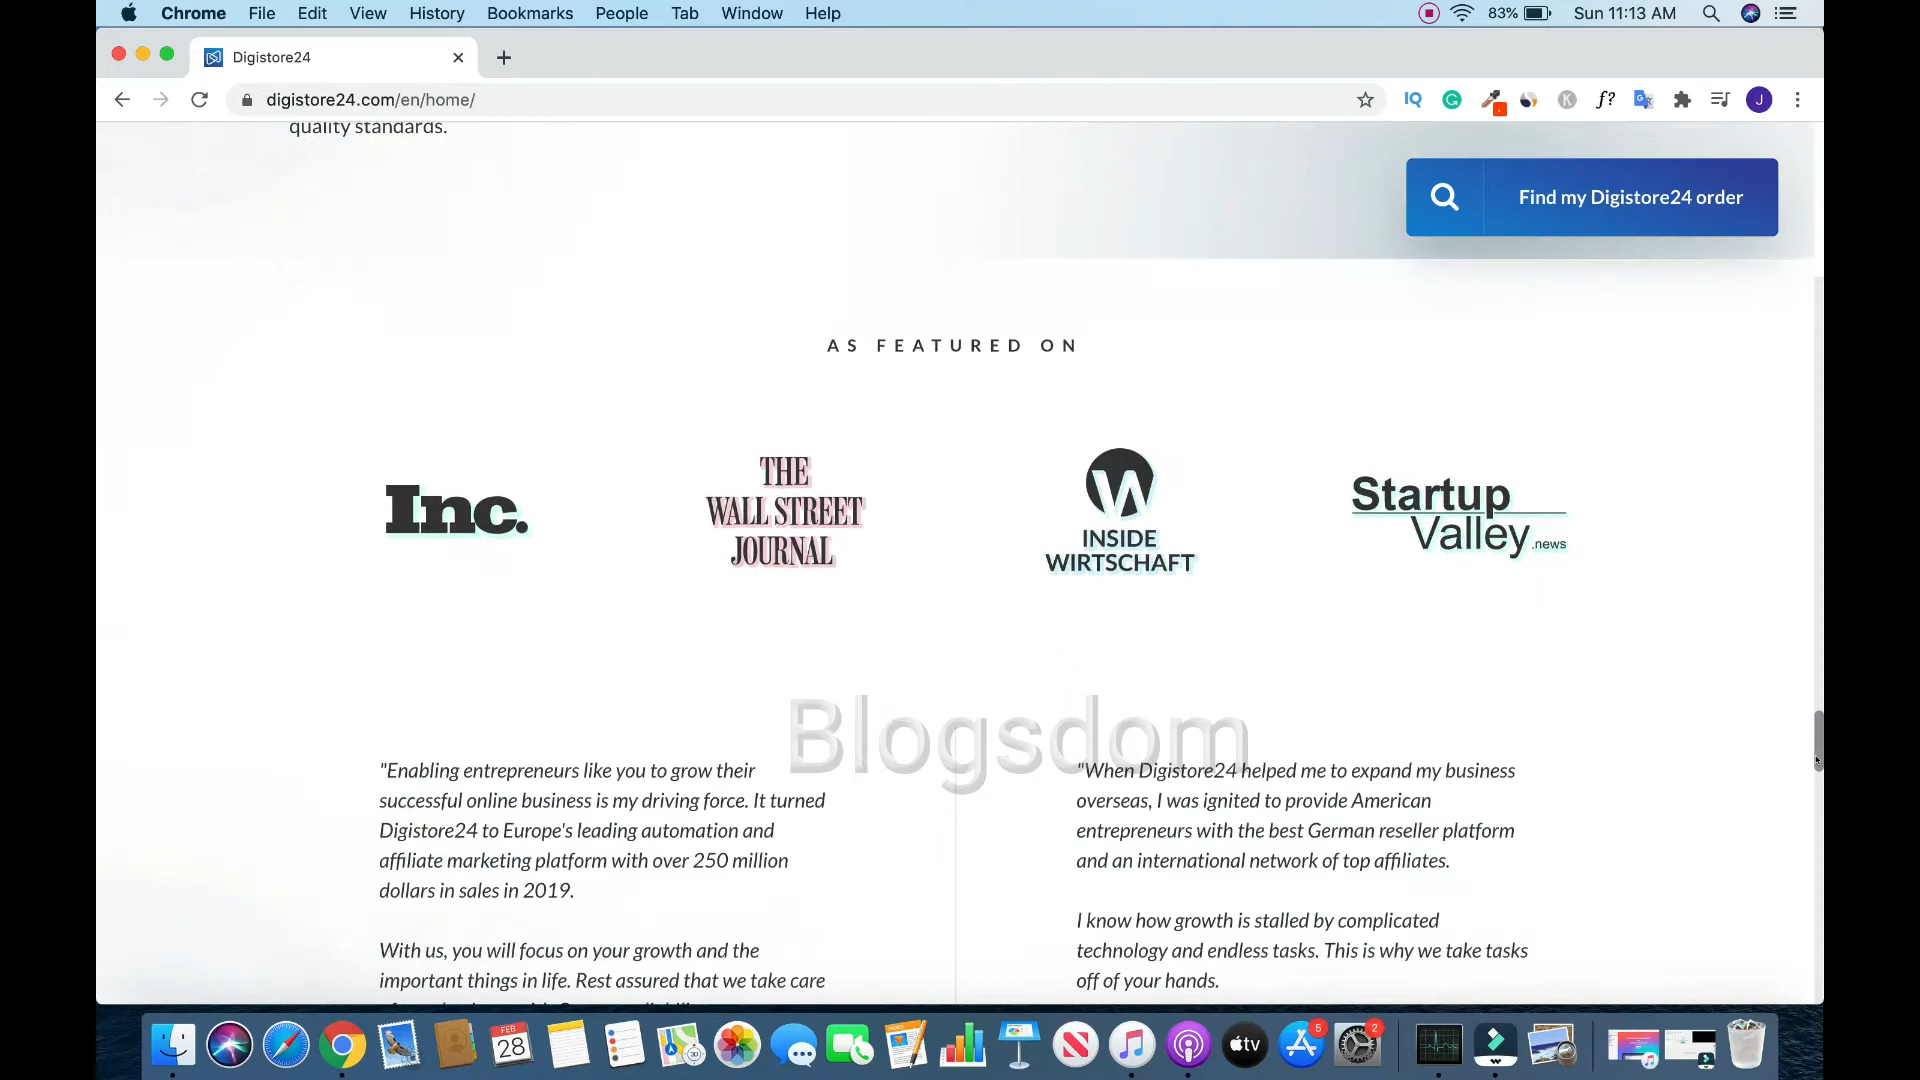 Chrome File Edit View History Bookmarks People Tab Window Help 83% Sun 11:13 AM
Digistore24
digistore24.com/en/home/
IQ G K f? J
quality standards.
Find my Digistore24 order
AS FEATURED ON
Inc.
THE
WALL STREET
JOURNAL
W
INSIDE
WIRTSCHAFT
Startup
Valley.news
Blogsdom
"Enabling entrepreneurs like you to grow their
successful online business is my driving force. It turned
Digistore24 to Europe's leading automation and
affiliate marketing platform with over 250 million
dollars in sales in 2019.
With us, you will focus on your growth and the
important things in life. Rest assured that we take care
"When Digistore24 helped me to expand my business
overseas, I was ignited to provide American
entrepreneurs with the best German reseller platform
and an international network of top affiliates.
I know how growth is stalled by complicated
technology and endless tasks. This is why we take tasks
off of your hands.
FEB
28
tv
5
2